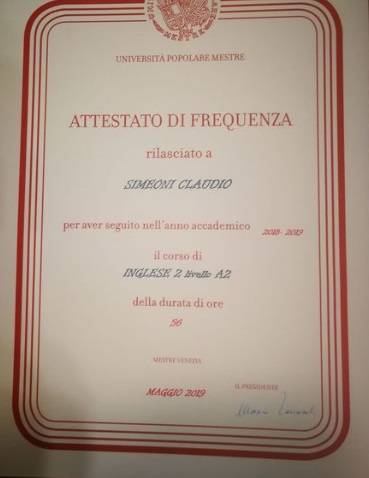 UNIVERSITÀ POPOLARE MESTRE
ATTESTATO DI FREQUENZA
rilasciato a
SIMEONI CLAUDIO
per aver seguito nell'anno accademico 2018-2019
il corso di
INGLESE 2 livello A2
della durata di ore
56
MESTRE VENEZIA
MAGGIO 2019
IL PRESIDENTE